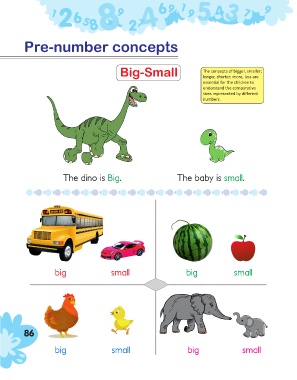 Pre-number concepts
Big-Small
The concepts of bigger, smaller,
longer, shorter, more, less are
essential for the children to
understand the comparative
sizes represented by different
numbers.
The dino is Big.
The baby is small.
big small big small
86
big small big small